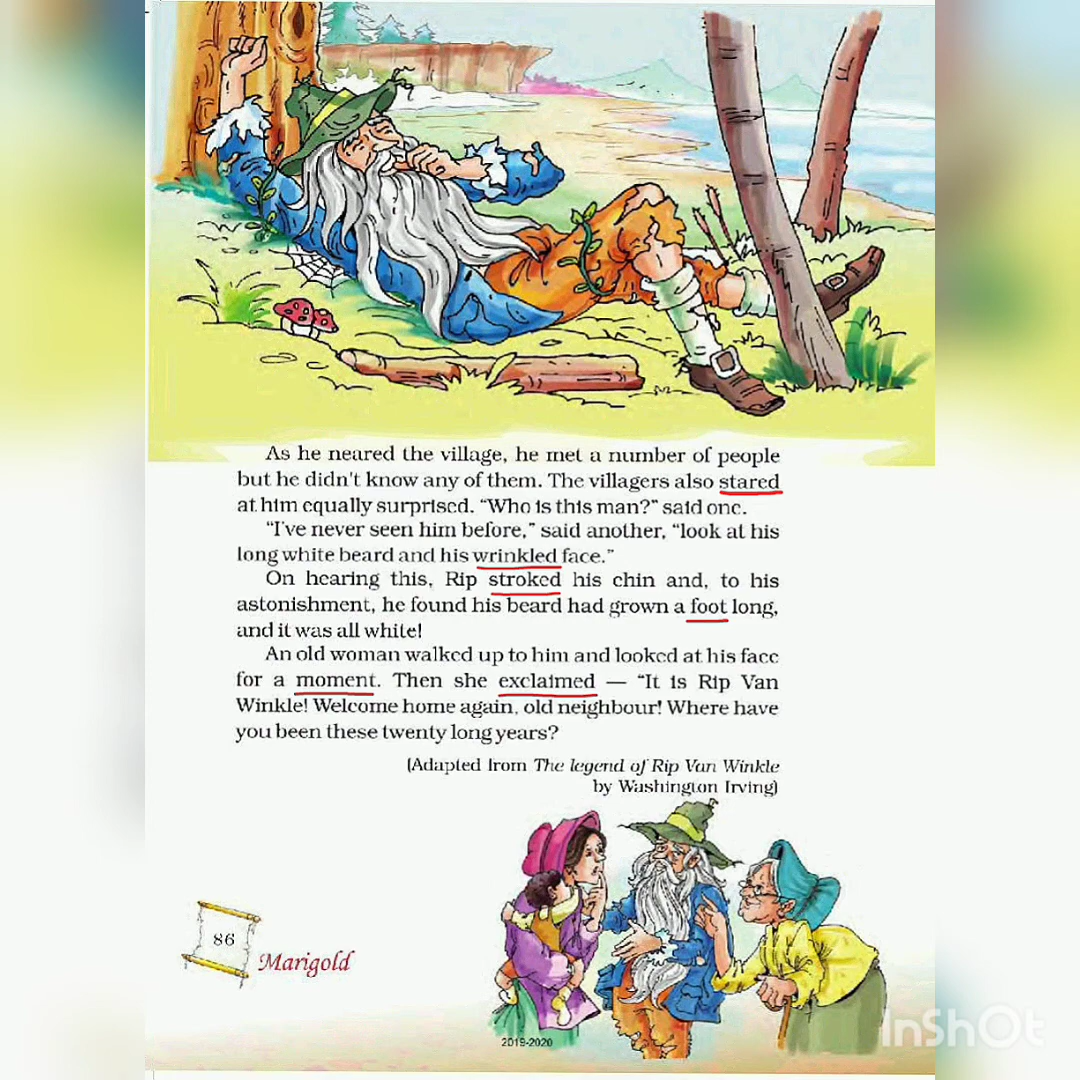 As he neared the village, he met a number of people
but he didn't know any of them. The villagers also stared
at him equally surprised. “Who is this man?” said one.
“I've never seen him before,” said another, “look at his
long white beard and his wrinkled face.”
On hearing this, Rip stroked his chin and, to his
astonishment, he found his beard had grown a foot long,
and it was all white!
An old woman walked up to him and looked at his face
for a moment. Then she exclaimed — “It is Rip Van
Winkle! Welcome home again, old neighbour! Where have
you been these twenty long years?
(Adapted from The legend of Rip Van Winkle
by Washington Irving)
86
Marigold
2019-2020
InShOt